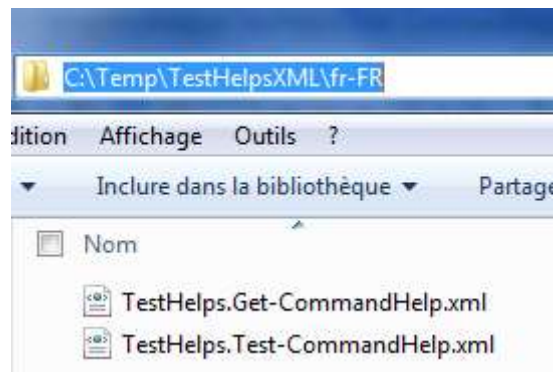 C:\Temp\TestHelpsXML\fr-FR
dition Affichage Outils ?
Inclure dans la bibliothèque Partage
Nom
TestHelps.Get-CommandHelp.xml
TestHelps.Test-CommandHelp.xml